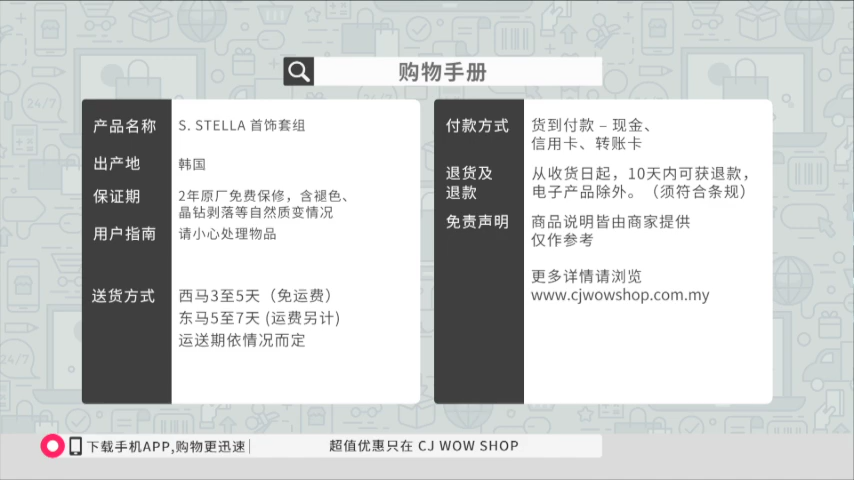 购物手册
产品名称 S. STELLA 首饰套组
出产地 韩国
保证期 2年原厂免费保修，含褪色、
晶钻剥落等自然质变情况
用户指南 请小心处理物品
送货方式 西马3至5天（免运费）
东马5至7天 (运费另计)
运送期依情况而定
付款方式 货到付款 – 现金、
信用卡、转账卡
退货及 从收货日起，10天内可获退款，
退款 电子产品除外。（须符合条规）
免责声明 商品说明皆由商家提供
仅作参考
更多详情请浏览
www.cjwowshop.com.my
下载手机APP,购物更迅速
超值优惠只在 CJ WOW SHOP
24/7
24/7